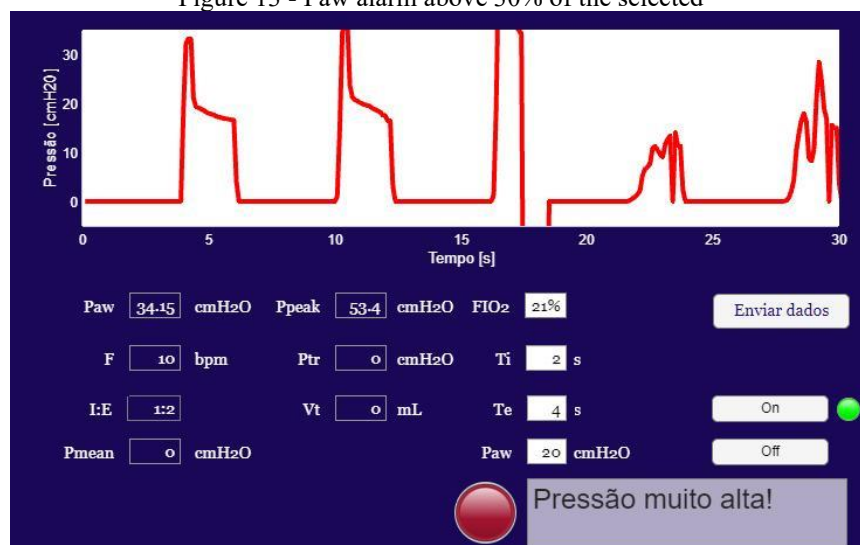 Figure 13 - Paw alarm above 30% of the selected
Pressão [cmH20]
30
20
10
0
0 5 10 15 20 25 30
Tempo [s]
Paw 34.15 cmH2O Ppeak 53.4 cmH2O FIO2 21% Enviar dados
F 10 bpm Ptr 0 cmH2O Ti 2 s
I:E 1:2 Vt 0 mL Te 4 s On
Pmean 0 cmH2O Paw 20 cmH2O Off
Pressão muito alta!